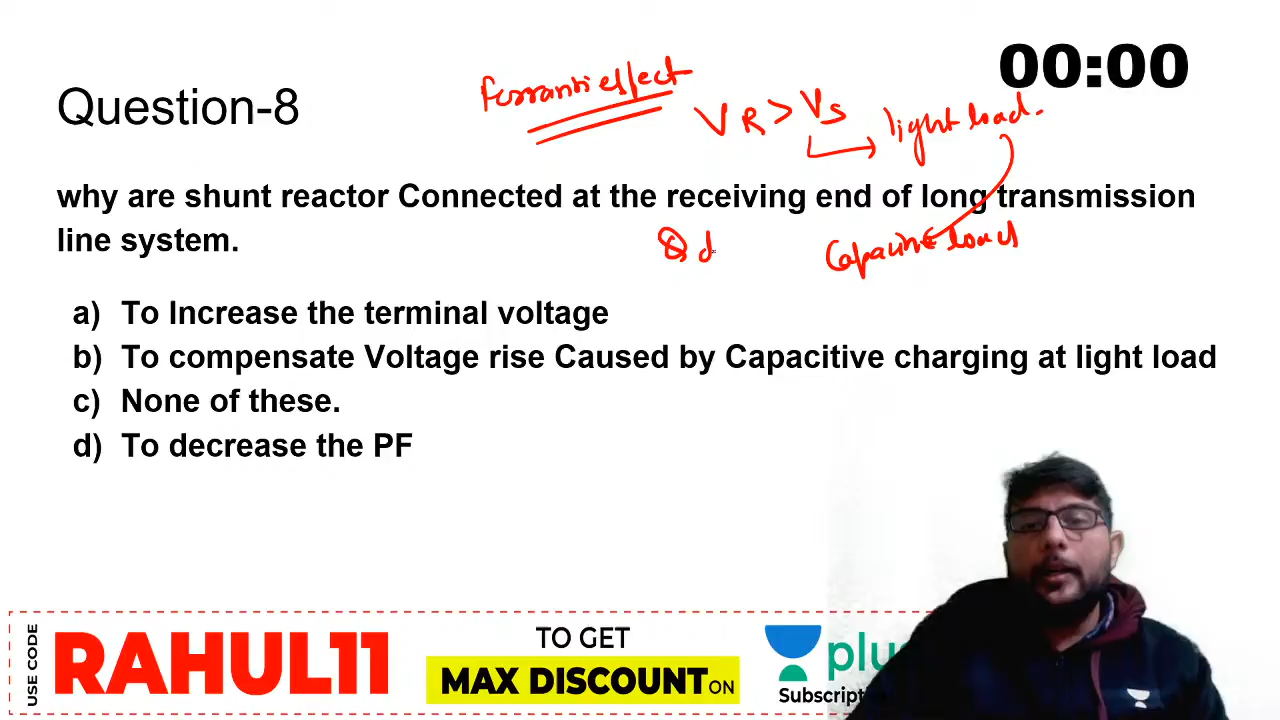 00:00
Question-8
Ferranti effect
VR > VS
light load.
why are shunt reactor Connected at the receiving end of long transmission
line system.
Qd
load
a) To Increase the terminal voltage
b) To compensate Voltage rise Caused by Capacitive charging at light load
c) None of these.
d) To decrease the PF
USE CODE
RAHUL11
TO GET
MAX DISCOUNT ON
plu
Subscript